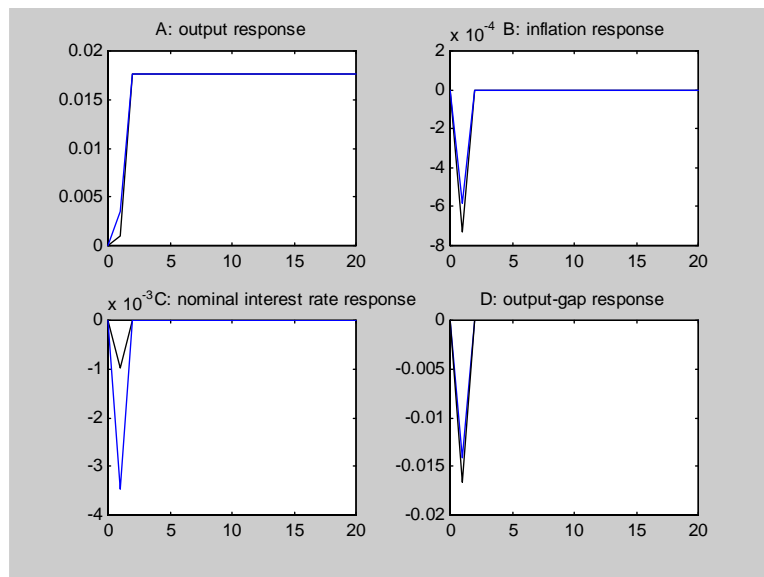 A: output response
0.02
0.015
0.01
0.005
0
0 5 10 15 20
x 10-4 B: inflation response
2
0
-2
-4
-6
-8
0 5 10 15 20
x 10-3 C: nominal interest rate response
0
-1
-2
-3
-4
0 5 10 15 20
D: output-gap response
0
-0.005
-0.01
-0.015
-0.02
0 5 10 15 20